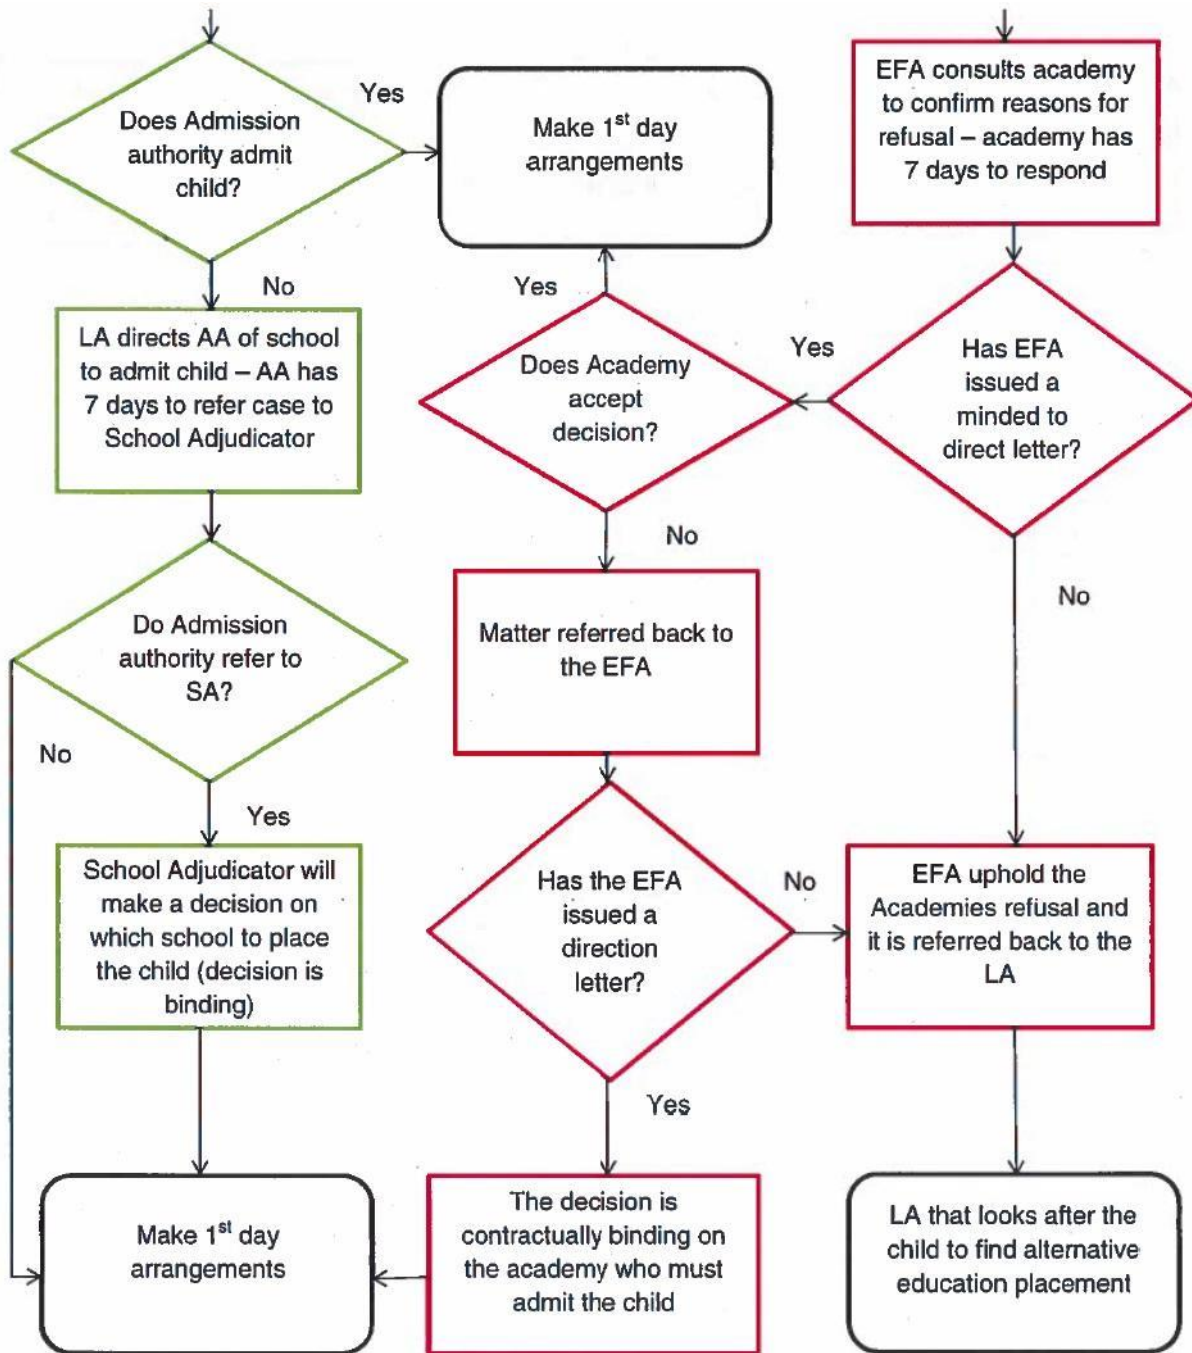 Does Admission
authority admit
child?
Yes
Make 1st day
arrangements
EFA consults academy
to confirm reasons for
refusal – academy has
7 days to respond
No
LA directs AA of school
to admit child – AA has
7 days to refer case to
School Adjudicator
Yes
Does Academy
accept
decision?
Yes
Has EFA
issued a
minded to
direct letter?
No
No
Do Admission
authority refer to
SA?
Matter referred back to
the EFA
No
Yes
School Adjudicator will
make a decision on
which school to place
the child (decision is
binding)
Has the EFA
issued a
direction
letter?
No
EFA uphold the
Academies refusal and
it is referred back to the
LA
Yes
Make 1st day
arrangements
The decision is
contractually binding on
the academy who must
admit the child
LA that looks after the
child to find alternative
education placement